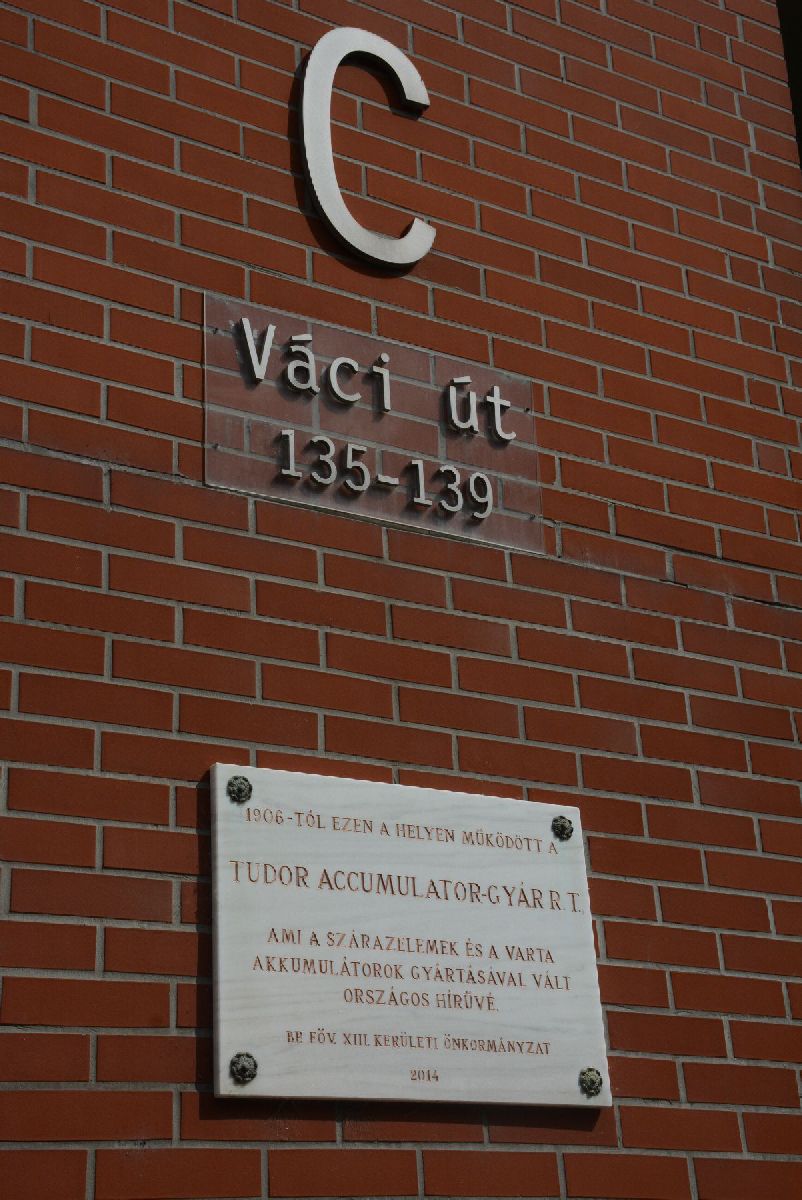 C
Váci út
135-139
1906-TÓL EZEN A HELYEN MŰKÖDÖTT A
TUDOR ACCUMULATOR-GYÁR R.T.
AMI A SZÁRAZELEMEK ÉS A VARTA
AKKUMULÁTOROK GYÁRTÁSÁVAL VÁLT
ORSZÁGOS HÍRŰVÉ.
BP. FŐV. XIII. KERÜLETI ÖNKORMÁNYZAT
2014